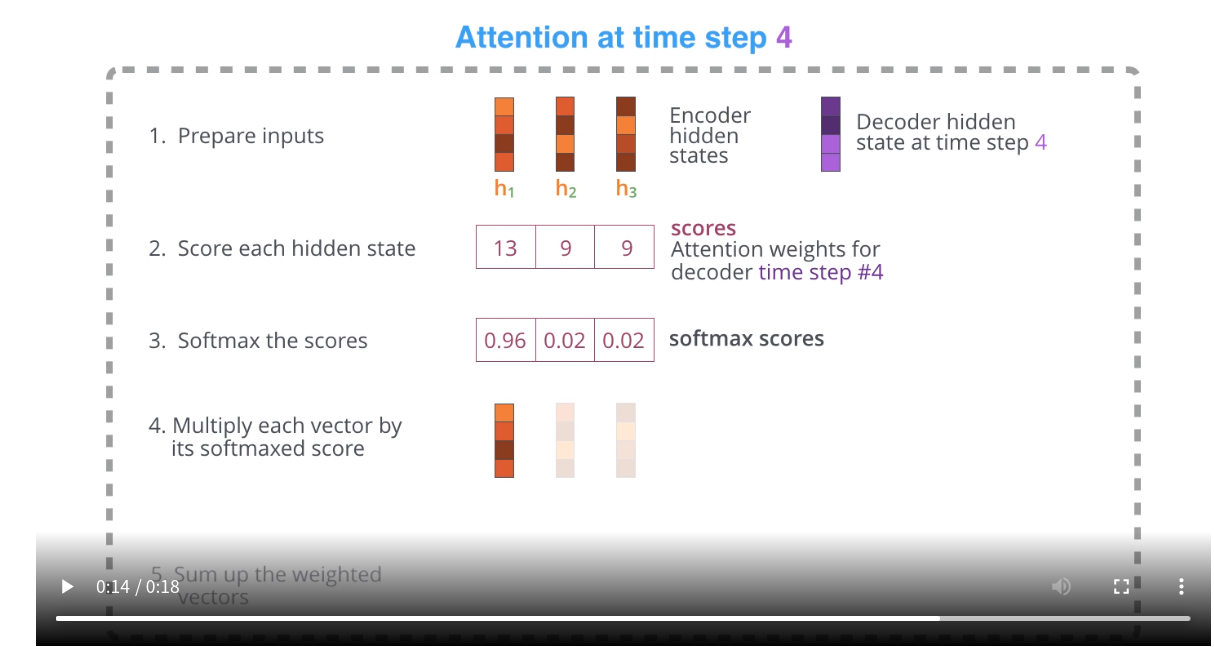 Attention at time step 4
1. Prepare inputs
Encoder
hidden
states
Decoder hidden
state at time step 4
h1 h2 h3
2. Score each hidden state
13 9 9
scores
Attention weights for
decoder time step #4
3. Softmax the scores
0.96 0.02 0.02
softmax scores
4. Multiply each vector by
its softmaxed score
5. Sum up the weighted
vectors
0:14 / 0:18